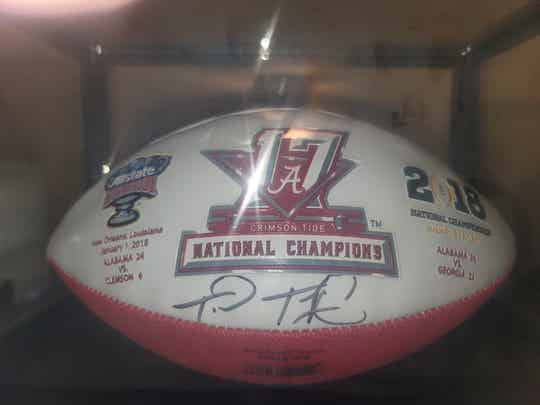 Allstate
New Orleans, Louisiana
January 1, 2018
ALABAMA 24
VS.
CLEMSON 6
17
A
CRIMSON TIDE
TM
NATIONAL CHAMPIONS
2018
NATIONAL CHAMPIONSHIP
ALABAMA 26
VS.
GEORGIA 23